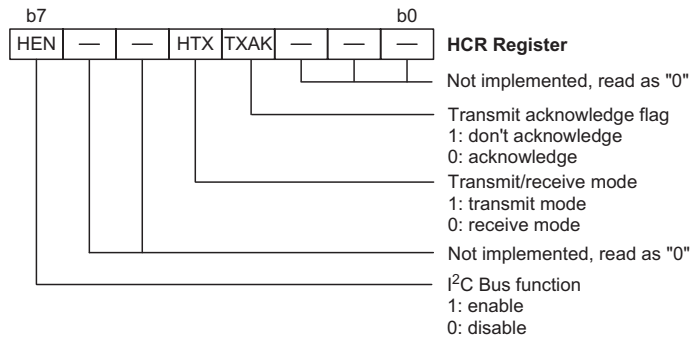 b7 b0
HEN — — HTX TXAK — — — HCR Register
Not implemented, read as "0"
Transmit acknowledge flag
1: don't acknowledge
0: acknowledge
Transmit/receive mode
1: transmit mode
0: receive mode
Not implemented, read as "0"
I²C Bus function
1: enable
0: disable